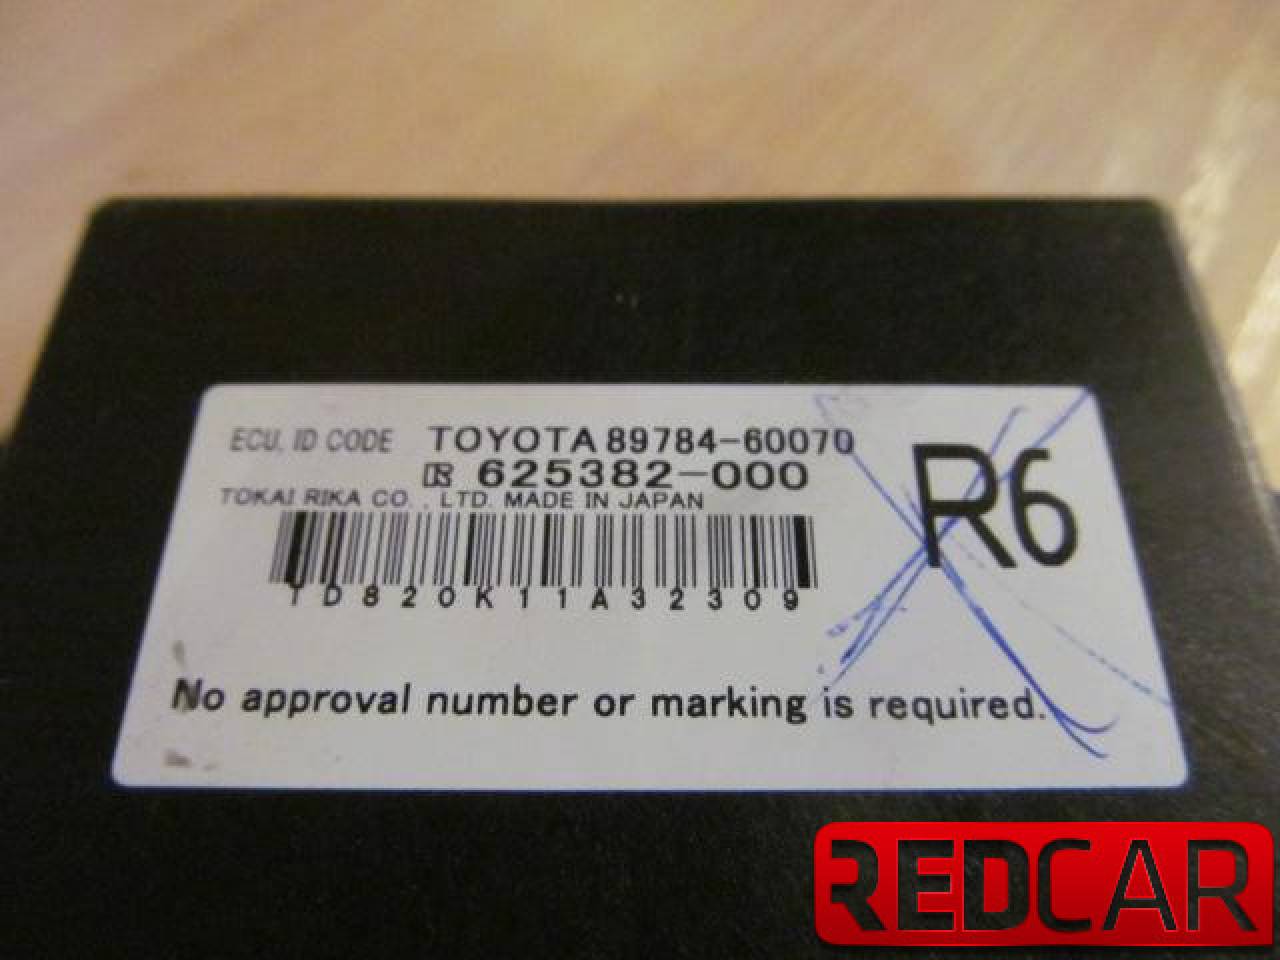 ECU, ID CODE TOYOTA 89784-60070
625382-000
R6
TOKAI RIKA CO., LTD. MADE IN JAPAN
TD820K11A32309
No approval number or marking is required.
REDCAR